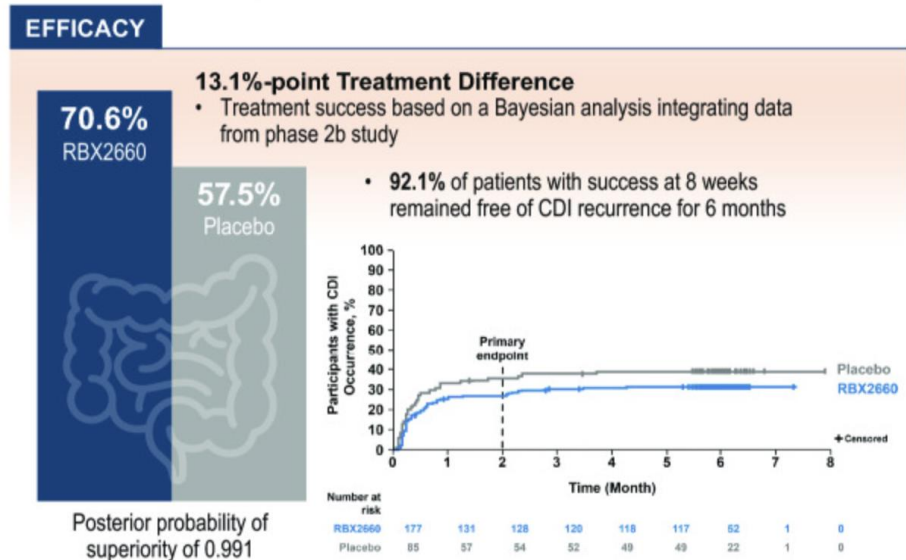 EFFICACY
13.1%-point Treatment Difference
• Treatment success based on a Bayesian analysis integrating data
from phase 2b study
70.6%
RBX2660
57.5%
Placebo
• 92.1% of patients with success at 8 weeks
remained free of CDI recurrence for 6 months
Participants with CDI
Occurrence, %
100
90
80
70
60
50
40
30
20
10
0
Primary
endpoint
Placebo
RBX2660
+Censored
0 1 2 3 4 5 6 7 8
Time (Month)
Number at
risk
RBX2660 177 131 128 120 118 117 52 1 0
Placebo 85 57 54 52 49 49 22 1 0
Posterior probability of
superiority of 0.991